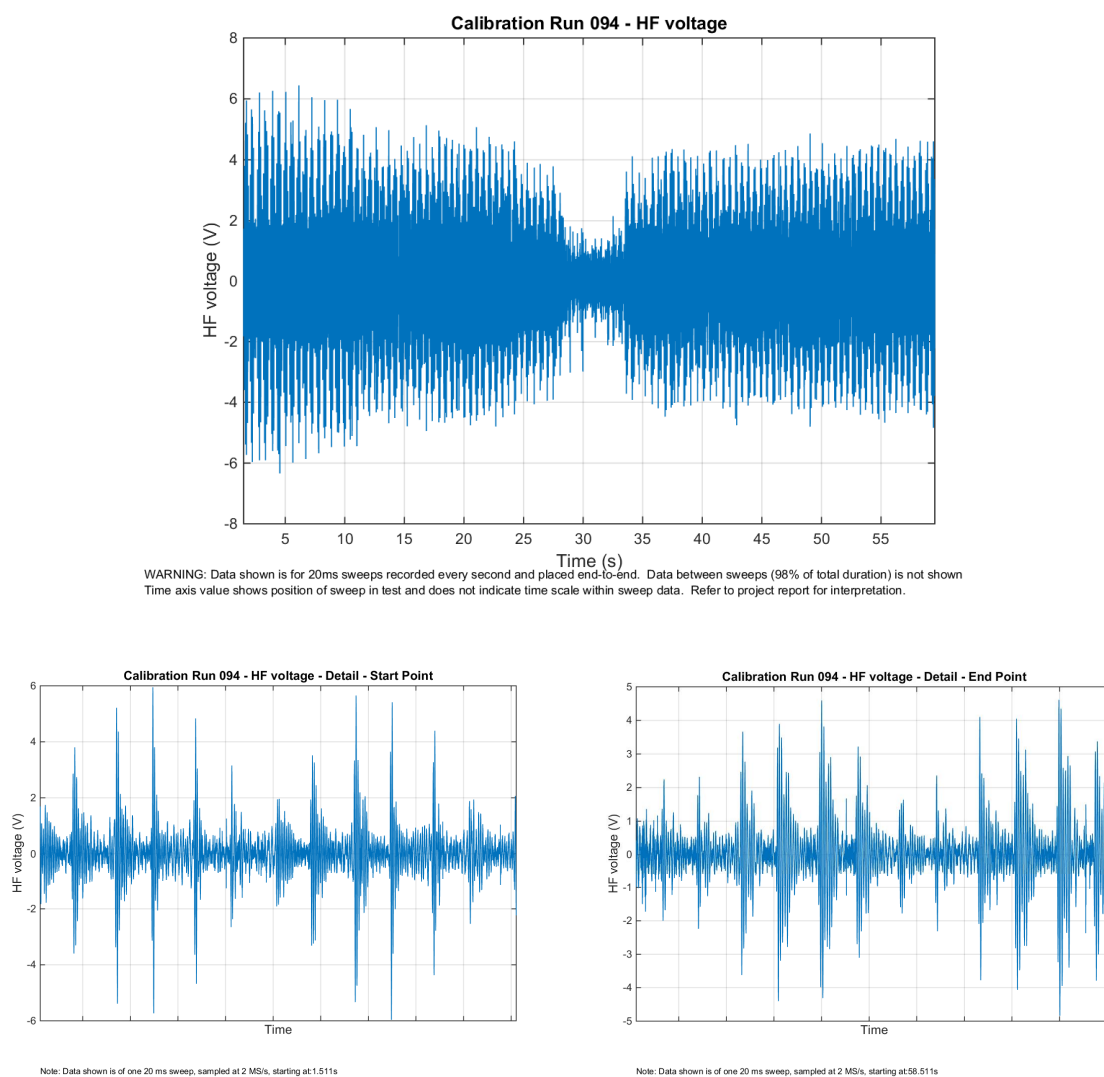 Calibration Run 094 - HF voltage
8
6
4
2
0
-2
-4
-6
-8
HF voltage (V)
5 10 15 20 25 30 35 40 45 50 55
Time (s)
WARNING: Data shown is for 20ms sweeps recorded every second and placed end-to-end. Data between sweeps (98% of total duration) is not shown
Time axis value shows position of sweep in test and does not indicate time scale within sweep data. Refer to project report for interpretation.
Calibration Run 094 - HF voltage - Detail - Start Point
6
4
2
0
-2
-4
-6
HF voltage (V)
Time
Note: Data shown is of one 20 ms sweep, sampled at 2 MS/s, starting at:1.511s
Calibration Run 094 - HF voltage - Detail - End Point
5
4
3
2
1
0
-1
-2
-3
-4
-5
HF voltage (V)
Time
Note: Data shown is of one 20 ms sweep, sampled at 2 MS/s, starting at:58.511s